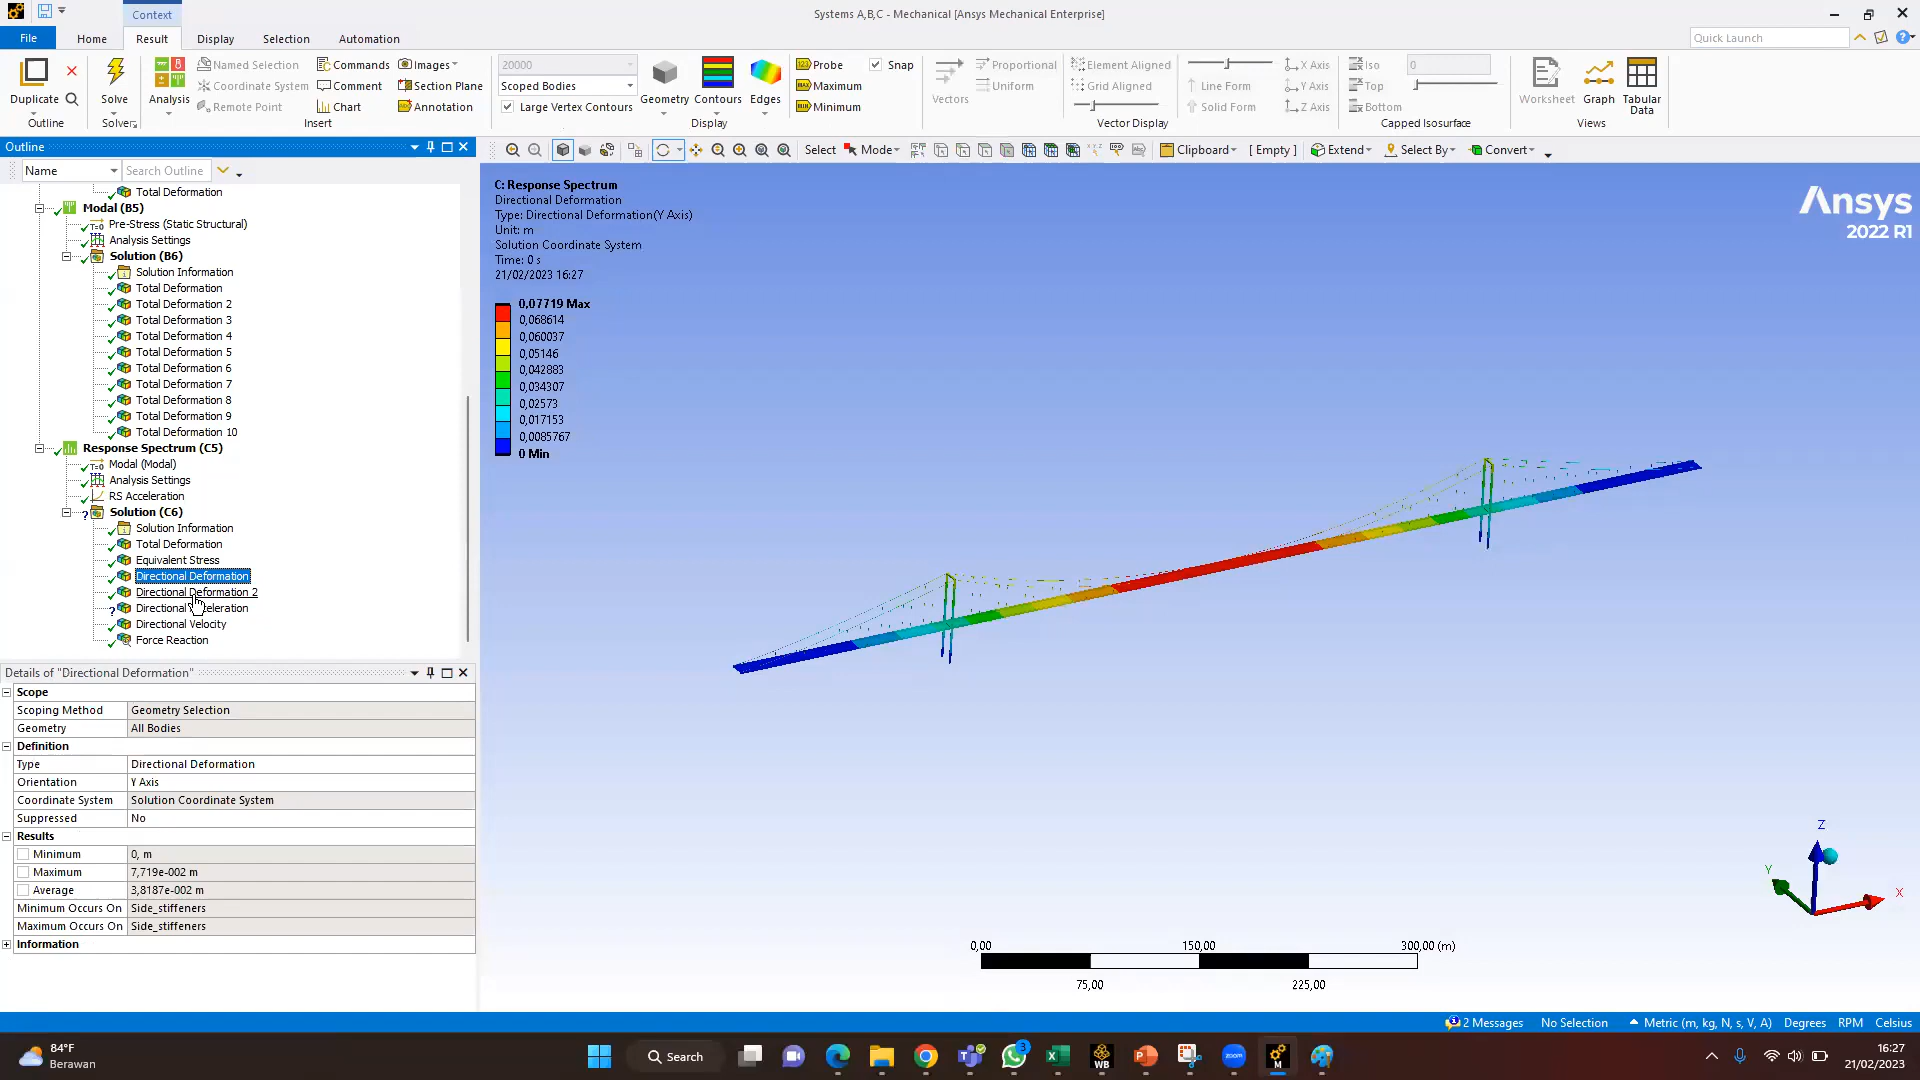 Context
Systems A,B,C - Mechanical [Ansys Mechanical Enterprise]
File
Home
Result
Display
Selection
Automation
Quick Launch
Duplicate
Outline
Solve
Solver
Analysis
Named Selection
Coordinate System
Remote Point
Commands
Comment
Chart
Images
Section Plane
Annotation
Insert
20000
Scoped Bodies
Large Vertex Contours
Geometry
Contours
Edges
Display
Probe
Maximum
Minimum
Snap
Vectors
Proportional
Uniform
Element Aligned
Grid Aligned
Line Form
Solid Form
X Axis
Y Axis
Z Axis
Vector Display
Iso
Top
Bottom
0
Capped Isosurface
Worksheet
Graph
Tabular
Data
Views
Outline
Name
Search Outline
Select
Mode
Clipboard
[ Empty ]
Extend
Select By
Convert
Total Deformation
Modal (B5)
Pre-Stress (Static Structural)
Analysis Settings
Solution (B6)
Solution Information
Total Deformation
Total Deformation 2
Total Deformation 3
Total Deformation 4
Total Deformation 5
Total Deformation 6
Total Deformation 7
Total Deformation 8
Total Deformation 9
Total Deformation 10
Response Spectrum (C5)
Modal (Modal)
Analysis Settings
RS Acceleration
Solution (C6)
Solution Information
Total Deformation
Equivalent Stress
Directional Deformation
Directional Deformation 2
Directional
Directional Velocity
Force Reaction
Details of "Directional Deformation"
Scope
Scoping Method Geometry Selection
Geometry All Bodies
Definition
Type Directional Deformation
Orientation Y Axis
Coordinate System Solution Coordinate System
Suppressed No
Results
Minimum 0, m
Maximum 7,719e-002 m
Average 3,8187e-002 m
Minimum Occurs On Side_stiffeners
Maximum Occurs On Side_stiffeners
Information
C: Response Spectrum
Directional Deformation
Type: Directional Deformation(Y Axis)
Unit: m
Solution Coordinate System
Time: 0 s
21/02/2023 16:27
0,07719 Max
0,068614
0,060037
0,05146
0,042883
0,034307
0,02573
0,017153
0,0085767
0 Min
Ansys
2022 R1
Z
Y
X
0,00 150,00 300,00 (m)
75,00 225,00
2 Messages
No Selection
Metric (m, kg, N, s, V, A)
Degrees
RPM
Celsius
84°F
Berawan
Search
3
WB
zoom
M
16:27
21/02/2023